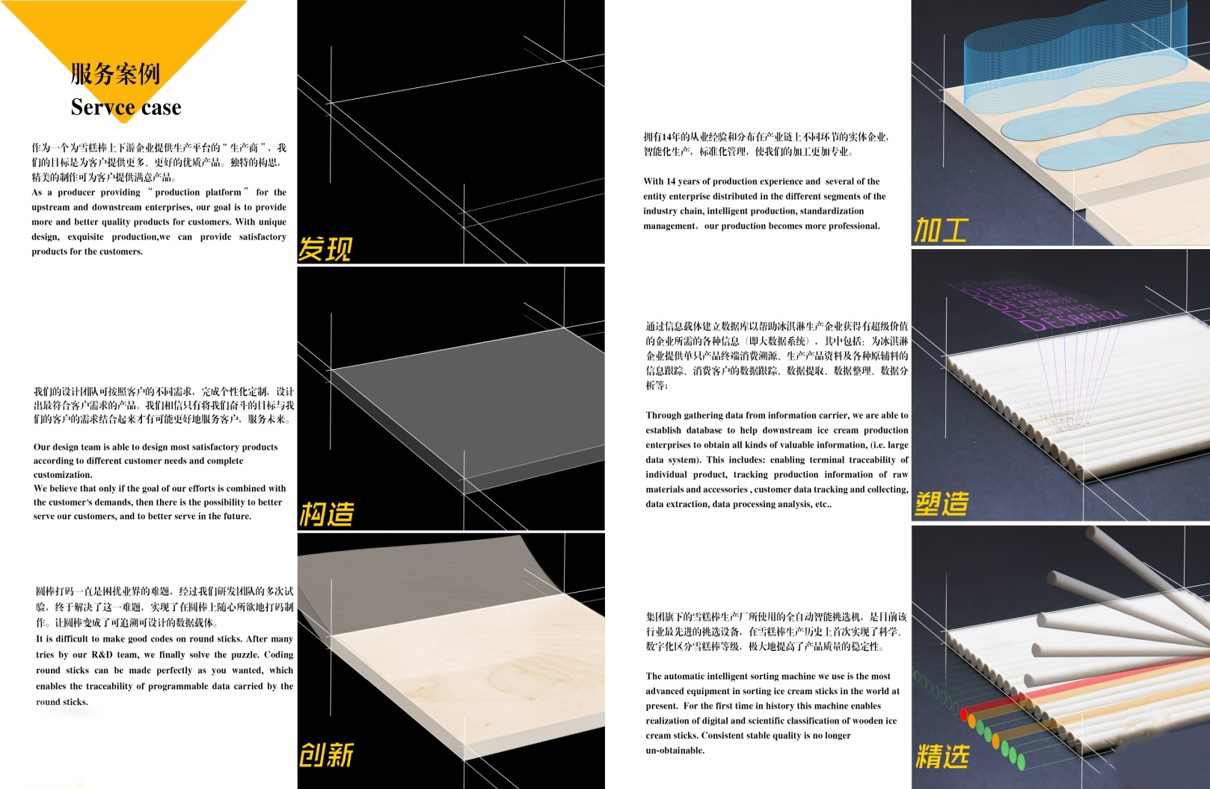 服务案例
Servce case
作为一个为雪糕棒上下游企业提供生产平台的“生产商”，我
们的目标是为客户提供更多、更好的优质产品。独特的构思，
精美的制作可为客户提供满意产品。
As a producer providing “production platform” for the
upstream and downstream enterprises, our goal is to provide
more and better quality products for customers. With unique
design, exquisite production,we can provide satisfactory
products for the customers.
发现
我们的设计团队可按照客户的不同需求，完成个性化定制，设计
出最符合客户需求的产品。我们相信只有将我们奋斗的目标与我
们的客户的需求结合起来才有可能更好地服务客户，服务未来。
Our design team is able to design most satisfactory products
according to different customer needs and complete
customization.
We believe that only if the goal of our efforts is combined with
the customer's demands, then there is the possibility to better
serve our customers, and to better serve in the future.
构造
圆棒打码一直是困扰业界的难题，经过我们研发团队的多次试
验，终于解决了这一难题，实现了在圆棒上随心所欲地打码制
作。让圆棒变成了可追溯可设计的数据载体。
It is difficult to make good codes on round sticks. After many
tries by our R&D team, we finally solve the puzzle. Coding
round sticks can be made perfectly as you wanted, which
enables the traceability of programmable data carried by the
round sticks.
创新
拥有14年的从业经验和分布在产业链上不同环节的实体企业，
智能化生产，标准化管理，使我们的加工更加专业。
With 14 years of production experience and several of the
entity enterprise distributed in the different segments of the
industry chain, intelligent production, standardization
management，our production becomes more professional.
加工
通过信息载体建立数据库以帮助冰淇淋生产企业获得有超级价值
的企业所需的各种信息（即大数据系统），其中包括：为冰淇淋
企业提供单只产品终端消费溯源、生产产品资料及各种原辅料的
信息跟踪、消费客户的数据跟踪、数据提取、数据整理、数据分
析等；
Through gathering data from information carrier, we are able to
establish database to help downstream ice cream production
enterprises to obtain all kinds of valuable information, (i.e. large
data system). This includes: enabling terminal traceability of
individual product, tracking production information of raw
materials and accessories , customer data tracking and collecting,
data extraction, data processing analysis, etc..
塑造
集团旗下的雪糕棒生产厂所使用的全自动智能挑选机，是目前该
行业最先进的挑选设备，在雪糕棒生产历史上首次实现了科学、
数字化区分雪糕棒等级，极大地提高了产品质量的稳定性。
The automatic intelligent sorting machine we use is the most
advanced equipment in sorting ice cream sticks in the world at
present. For the first time in history this machine enables
realization of digital and scientific classification of wooden ice
cream sticks. Consistent stable quality is no longer
un-obtainable.
精选